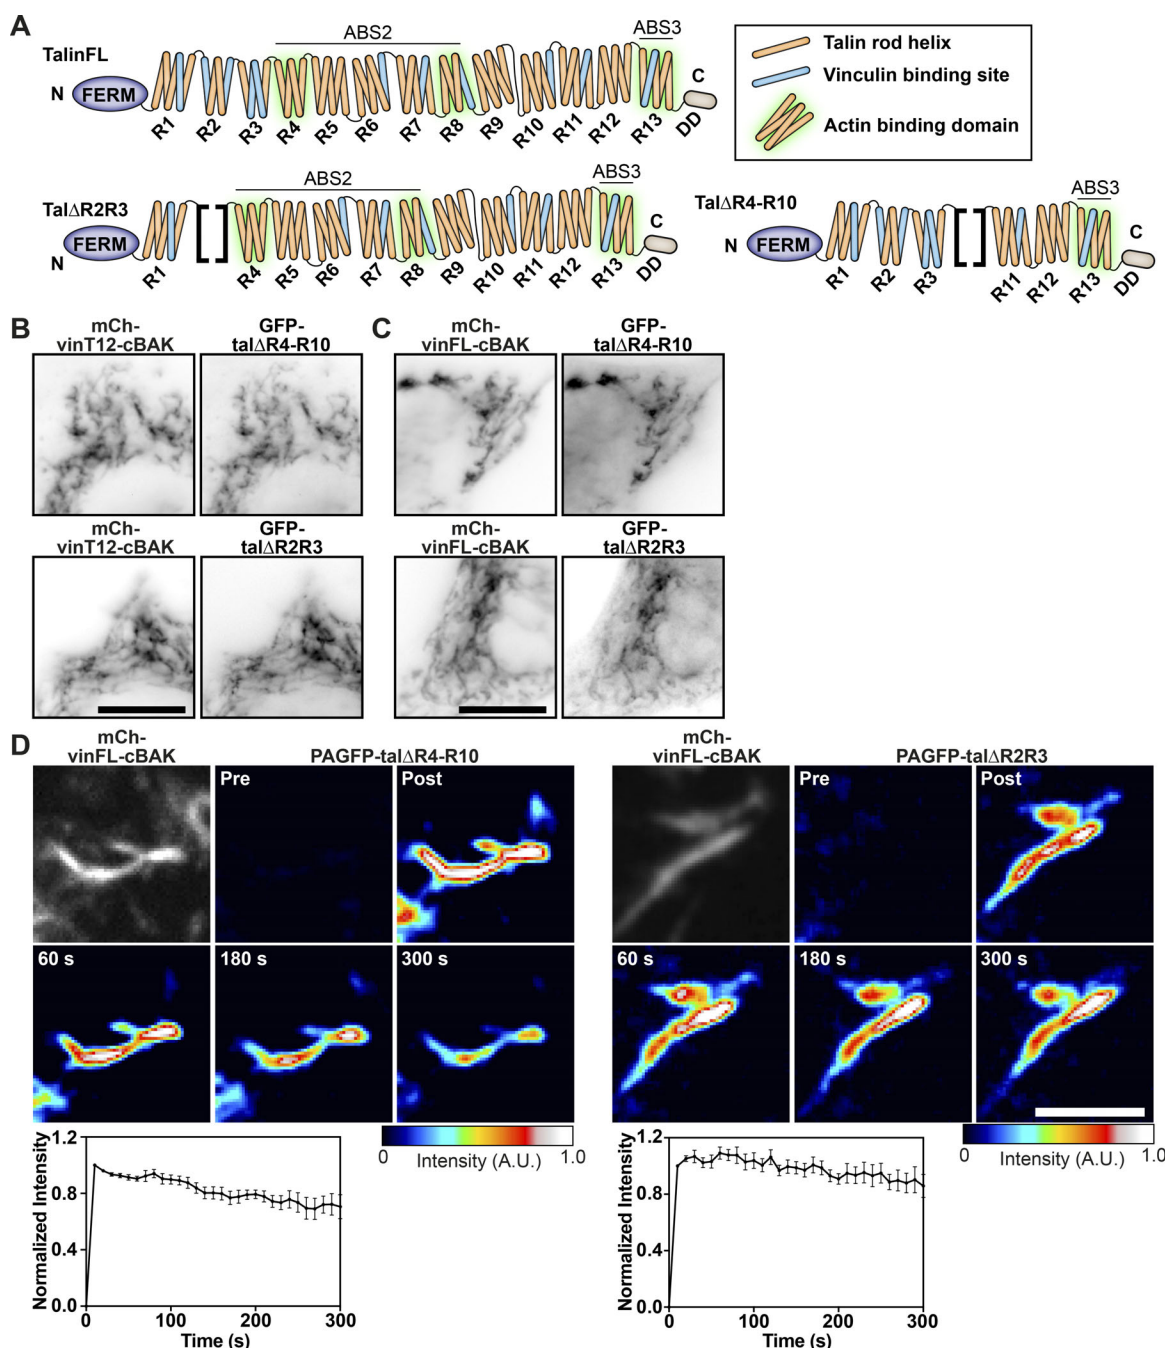 A
TalinFL
ABS2
ABS3
N
FERM
R1
R2
R3
R4
R5
R6
R7
R8
R9
R10
R11
R12
R13
DD
C
Talin rod helix
Vinculin binding site
Actin binding domain
TalΔR2R3
ABS2
ABS3
N
FERM
R1
R4
R5
R6
R7
R8
R9
R10
R11
R12
R13
DD
C
TalΔR4-R10
ABS3
N
FERM
R1
R2
R3
R11
R12
R13
DD
C
B
mCh-
vinT12-cBAK
GFP-
talΔR4-R10
mCh-
vinT12-cBAK
GFP-
talΔR2R3
C
mCh-
vinFL-cBAK
GFP-
talΔR4-R10
mCh-
vinFL-cBAK
GFP-
talΔR2R3
D
mCh-
vinFL-cBAK
PAGFP-talΔR4-R10
Pre
Post
60 s
180 s
300 s
0
Intensity (A.U.)
1.0
Normalized Intensity
1.2
0.8
0.4
0.0
0
100
200
300
Time (s)
mCh-
vinFL-cBAK
PAGFP-talΔR2R3
Pre
Post
60 s
180 s
300 s
0
Intensity (A.U.)
1.0
Normalized Intensity
1.2
0.8
0.4
0.0
0
100
200
300
Time (s)